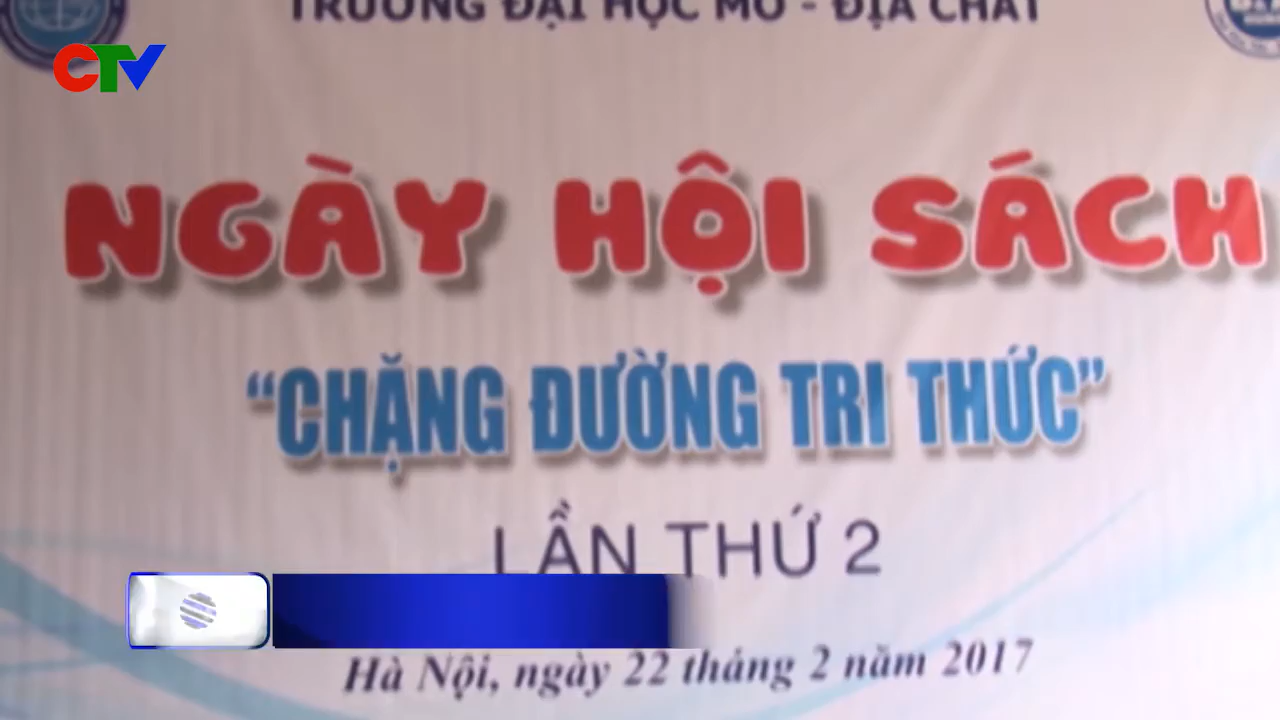 TRƯỜNG ĐẠI HỌC MỎ - ĐỊA CHẤT
CTV
NGÀY HỘI SÁCH
“CHẶNG ĐƯỜNG TRI THỨC”
LẦN THỨ 2
Hà Nội, ngày 22 tháng 2 năm 2017